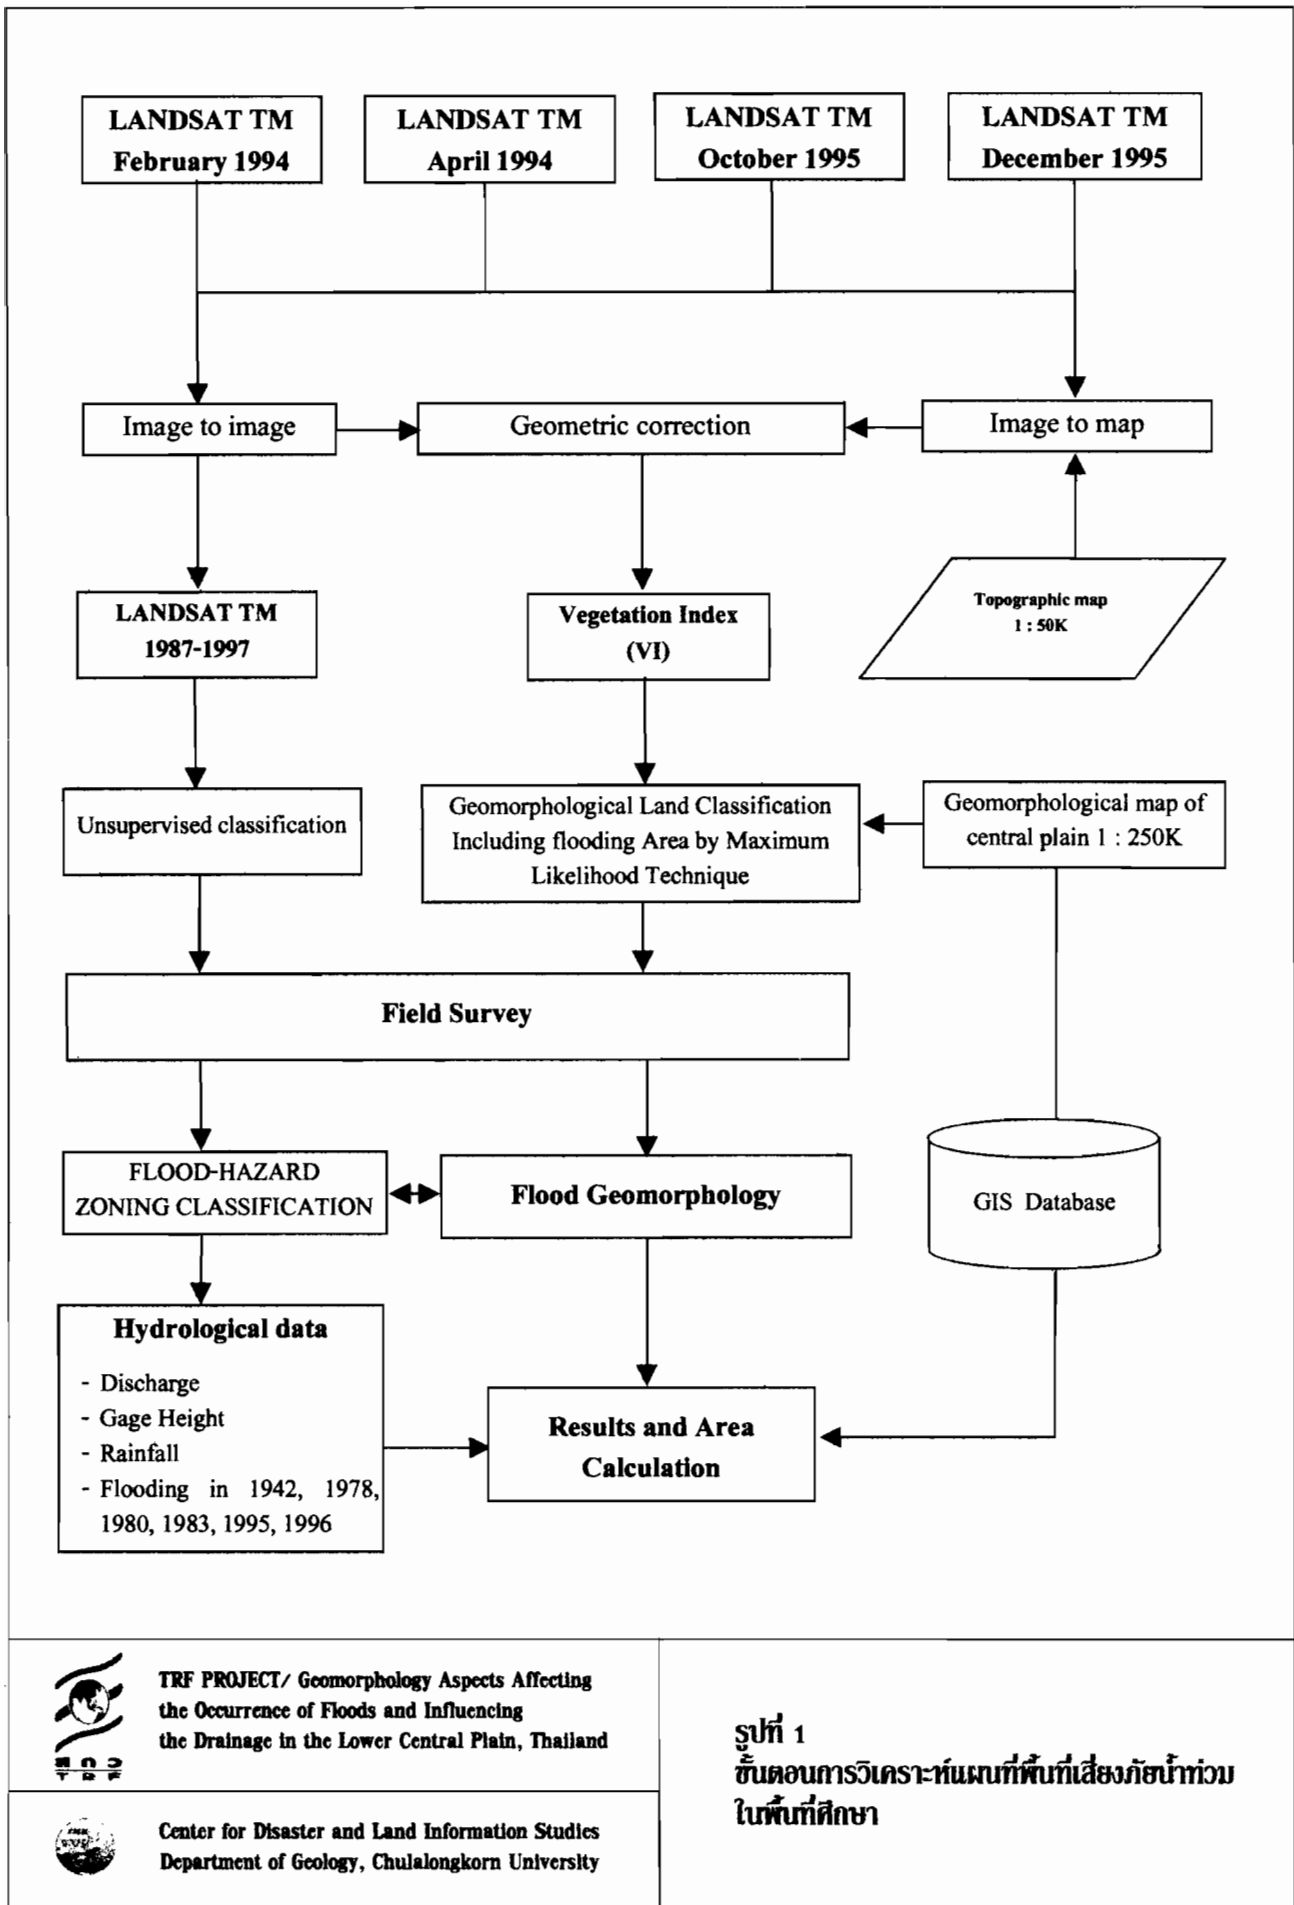 LANDSAT TM
February 1994
LANDSAT TM
April 1994
LANDSAT TM
October 1995
LANDSAT TM
December 1995
Image to image
Geometric correction
Image to map
LANDSAT TM
1987-1997
Vegetation Index
(VI)
Topographic map
1 : 50K
Unsupervised classification
Geomorphological Land Classification
Including flooding Area by Maximum
Likelihood Technique
Geomorphological map of
central plain 1 : 250K
Field Survey
FLOOD-HAZARD
ZONING CLASSIFICATION
Flood Geomorphology
GIS Database
Hydrological data
- Discharge
- Gage Height
- Rainfall
- Flooding in 1942, 1978,
1980, 1983, 1995, 1996
Results and Area
Calculation
สกว
TRF
TRF PROJECT/ Geomorphology Aspects Affecting
the Occurrence of Floods and Influencing
the Drainage in the Lower Central Plain, Thailand
Center for Disaster and Land Information Studies
Department of Geology, Chulalongkorn University
รูปที่ 1
ขั้นตอนการวิเคราะห์แผนที่พื้นที่เสี่ยงภัยน้ำท่วม
ในพื้นที่ศึกษา